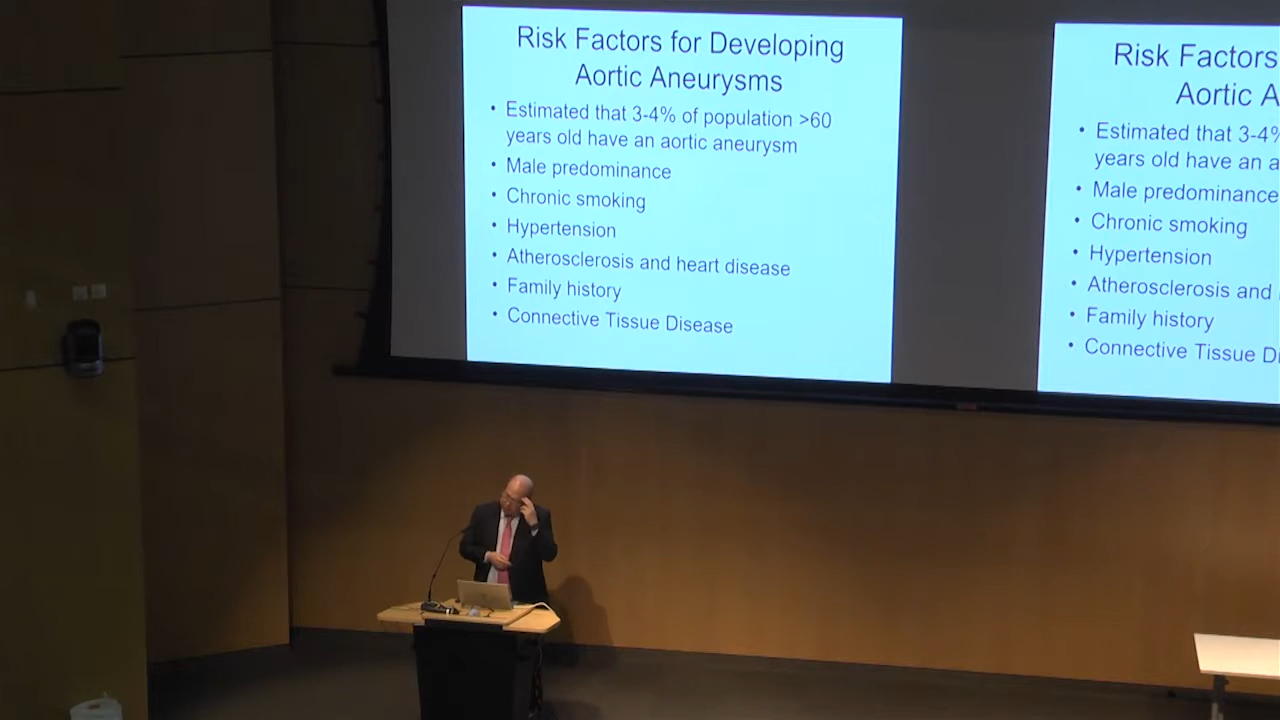 Risk Factors for Developing
Aortic Aneurysms
• Estimated that 3-4% of population >60
years old have an aortic aneurysm
• Male predominance
• Chronic smoking
• Hypertension
• Atherosclerosis and heart disease
• Family history
• Connective Tissue Disease
Risk Factors
Aortic A
• Estimated that 3-4%
years old have an a
• Male predominance
• Chronic smoking
• Hypertension
• Atherosclerosis and
• Family history
• Connective Tissue Di